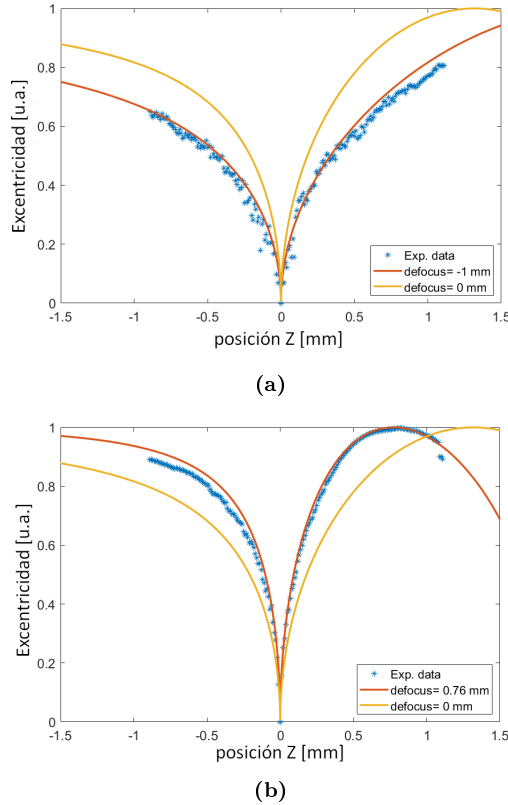 1
0.8
0.6
0.4
0.2
0
Excentricidad [u.a.]
Exp. data
defocus= -1 mm
defocus= 0 mm
-1.5 -1 -0.5 0 0.5 1 1.5
posición Z [mm]
(a)
1
0.8
0.6
0.4
0.2
0
Excentricidad [u.a.]
Exp. data
defocus= 0.76 mm
defocus= 0 mm
-1.5 -1 -0.5 0 0.5 1 1.5
posición Z [mm]
(b)